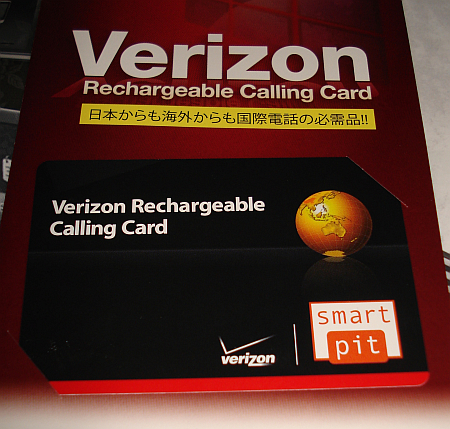 Verizon
Rechargeable Calling Card
日本からも海外からも国際電話の必需品!!
Verizon Rechargeable
Calling Card
verizon
smart
pit